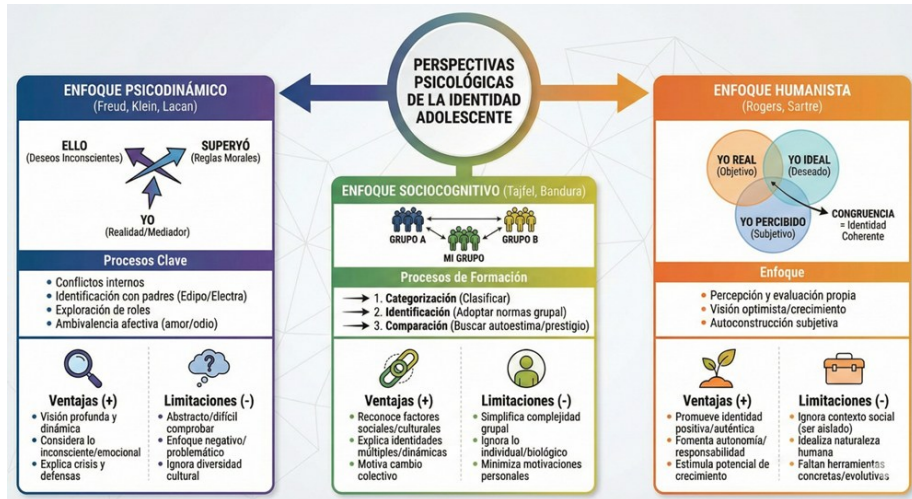 PERSPECTIVAS
PSICOLÓGICAS
DE LA IDENTIDAD
ADOLESCENTE
ENFOQUE PSICODINÁMICO
(Freud, Klein, Lacan)
ELLO
(Deseos Inconscientes)
SUPERYÓ
(Reglas Morales)
YO
(Realidad/Mediador)
Procesos Clave
• Conflictos internos
• Identificación con padres (Edipo/Electra)
• Exploración de roles
• Ambivalencia afectiva (amor/odio)
Ventajas (+)
• Visión profunda y
dinámica
• Considera lo
inconsciente/emocional
• Explica crisis y
defensas
Limitaciones (-)
• Abstracto/difícil
comprobar
• Enfoque negativo/
problemático
• Ignora diversidad
cultural
ENFOQUE SOCIOCOGNITIVO (Tajfel, Bandura)
GRUPO A
GRUPO B
MI GRUPO
Procesos de Formación
1. Categorización (Clasificar)
2. Identificación (Adoptar normas grupal)
3. Comparación (Buscar autoestima/prestigio)
Ventajas (+)
• Reconoce factores
sociales/culturales
• Explica identidades
múltiples/dinámicas
• Motiva cambio
colectivo
Limitaciones (-)
• Simplifica complejidad
grupal
• Ignora lo
individual/biológico
• Minimiza motivaciones
personales
ENFOQUE HUMANISTA
(Rogers, Sartre)
YO REAL
(Objetivo)
YO IDEAL
(Deseado)
YO PERCIBIDO
(Subjetivo)
CONGRUENCIA
= Identidad
Coherente
Enfoque
• Percepción y evaluación propia
• Visión optimista/crecimiento
• Autoconstrucción subjetiva
Ventajas (+)
• Promueve identidad
positiva/auténtica
• Fomenta autonomía/
responsabilidad
• Estimula potencial de
crecimiento
Limitaciones (-)
• Ignora contexto social
(ser aislado)
• Idealiza naturaleza
humana
• Faltan herramientas
concretas/evolutivas